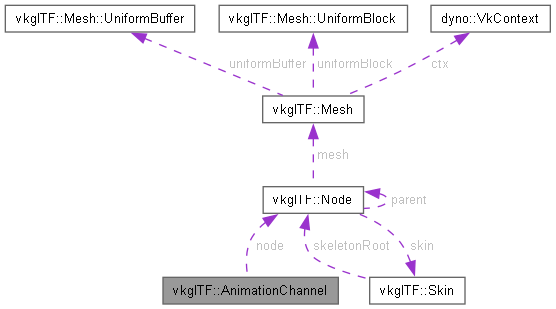 vkglTF::Mesh::UniformBuffer
vkglTF::Mesh::UniformBlock
dyno::VkContext
uniformBuffer
uniformBlock
ctx
vkglTF::Mesh
mesh
vkglTF::Node
parent
node
skeletonRoot
skin
vkglTF::AnimationChannel
vkglTF::Skin